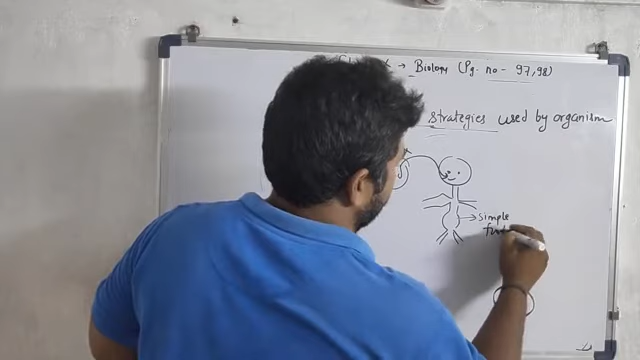 Biology (Pg. no - 97,98)
strategies used by organism
simple